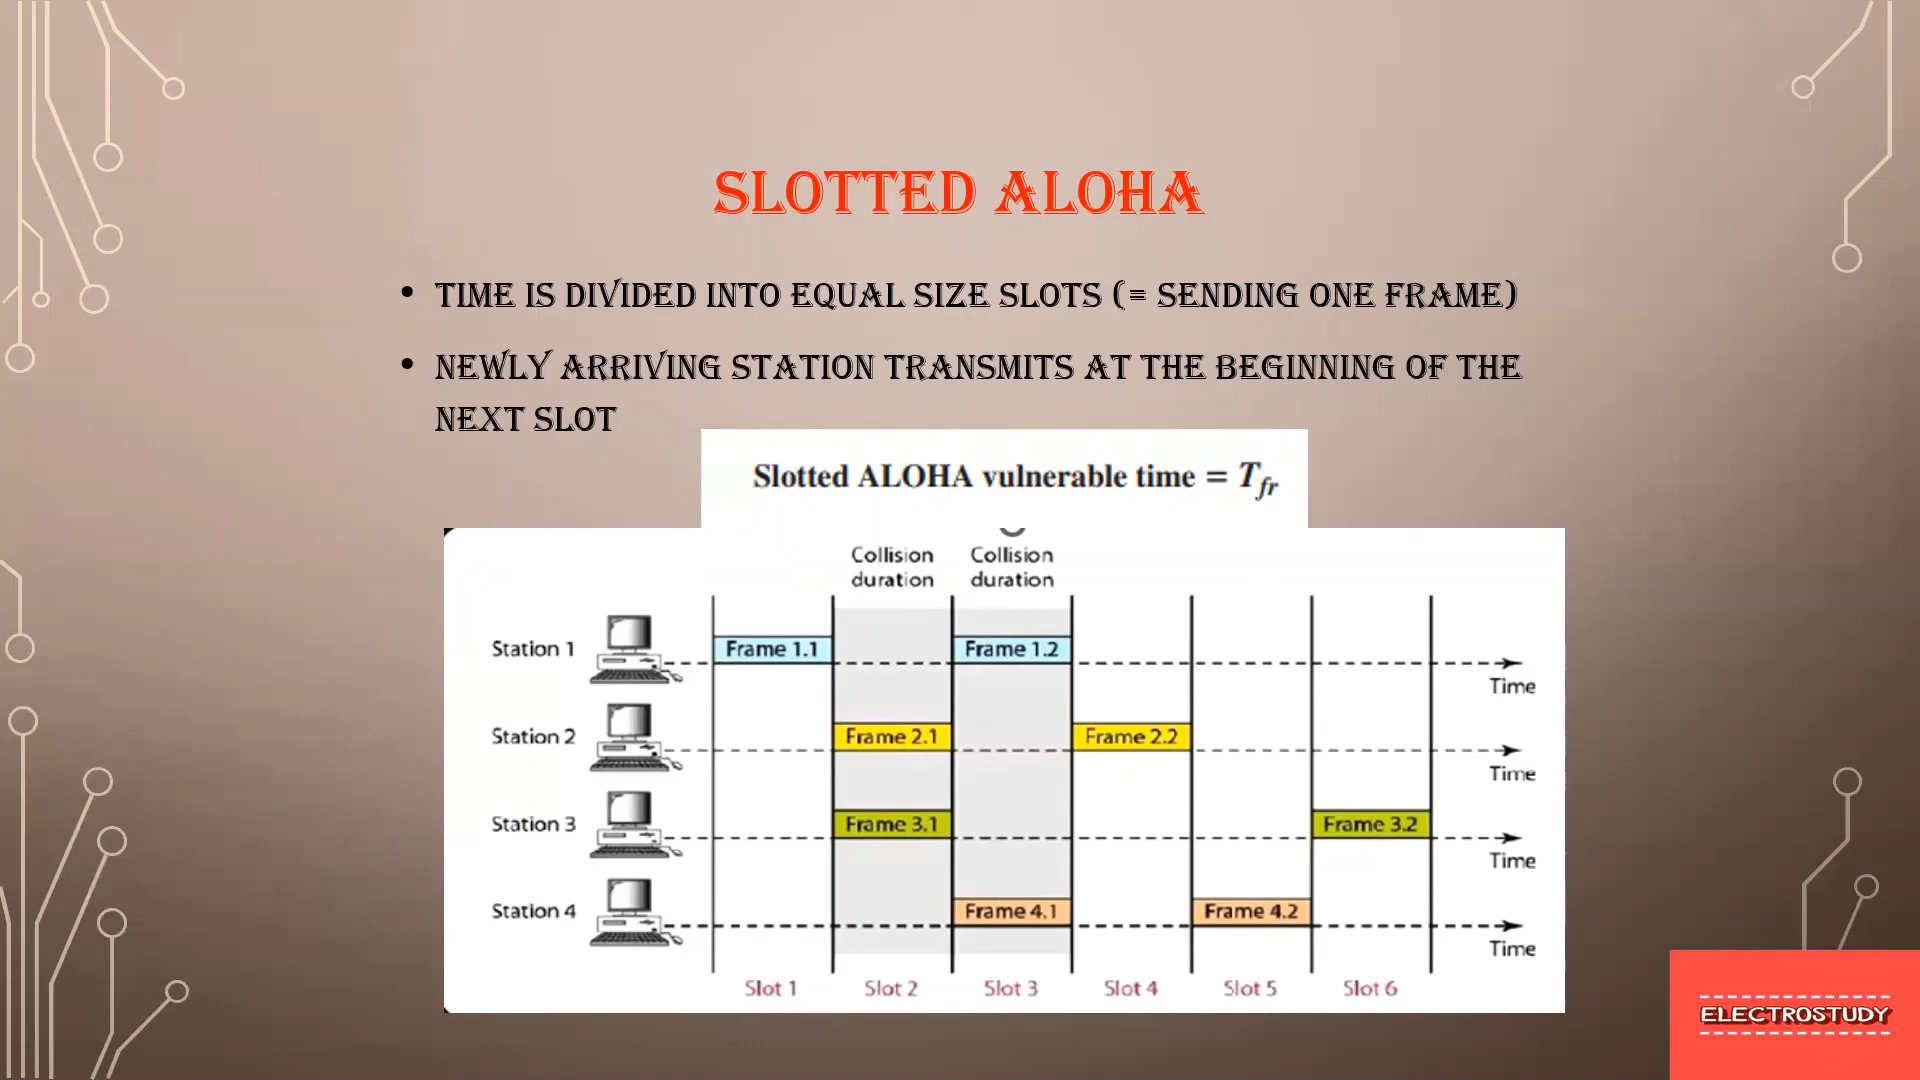 SLOTTED ALOHA
• TIME IS DIVIDED INTO EQUAL SIZE SLOTS (= SENDING ONE FRAME)
• NEWLY ARRIVING STATION TRANSMITS AT THE BEGINNING OF THE
NEXT SLOT
Slotted ALOHA vulnerable time = Tfr
Collision Collision
duration duration
Station 1 Frame 1.1 Frame 1.2
Time
Station 2 Frame 2.1 Frame 2.2
Time
Station 3 Frame 3.1 Frame 3.2
Time
Station 4 Frame 4.1 Frame 4.2
Time
Slot 1 Slot 2 Slot 3 Slot 4 Slot 5 Slot 6
ELECTROSTUDY